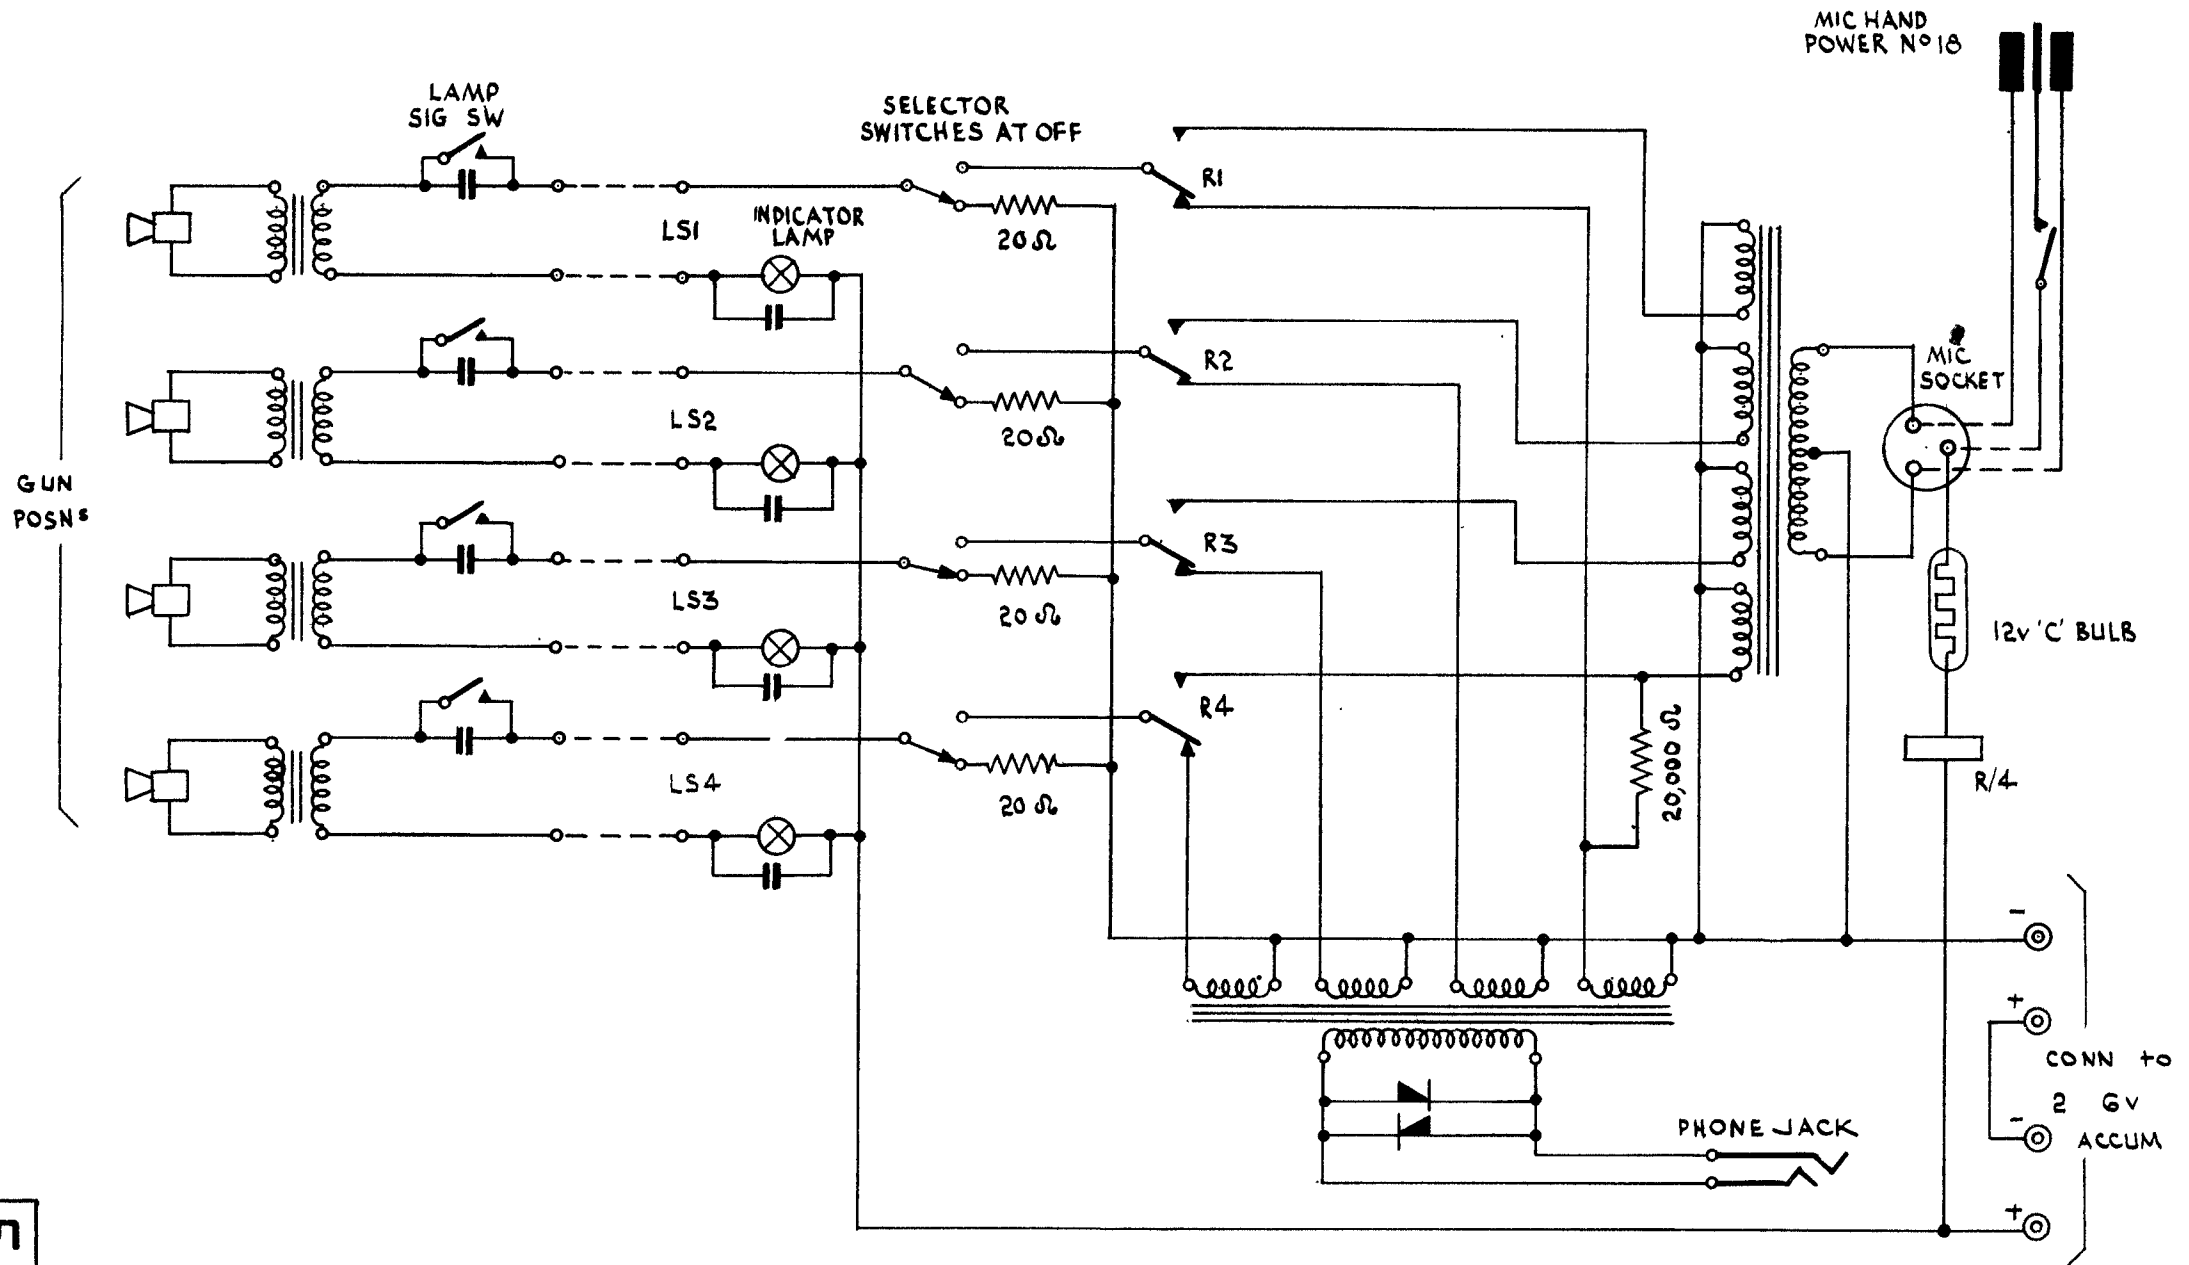 MIC HAND
POWER Nº 18
LAMP
SIG SW
SELECTOR
SWITCHES AT OFF
R1
LS1
INDICATOR
LAMP
20Ω
R2
MIC
SOCKET
LS2
20Ω
GUN
POSNS
R3
LS3
20Ω
12V 'C' BULB
R4
20,000 Ω
LS4
20Ω
R/4
-
+
CONN to
2 6V
-
ACCUM
PHONE JACK
+